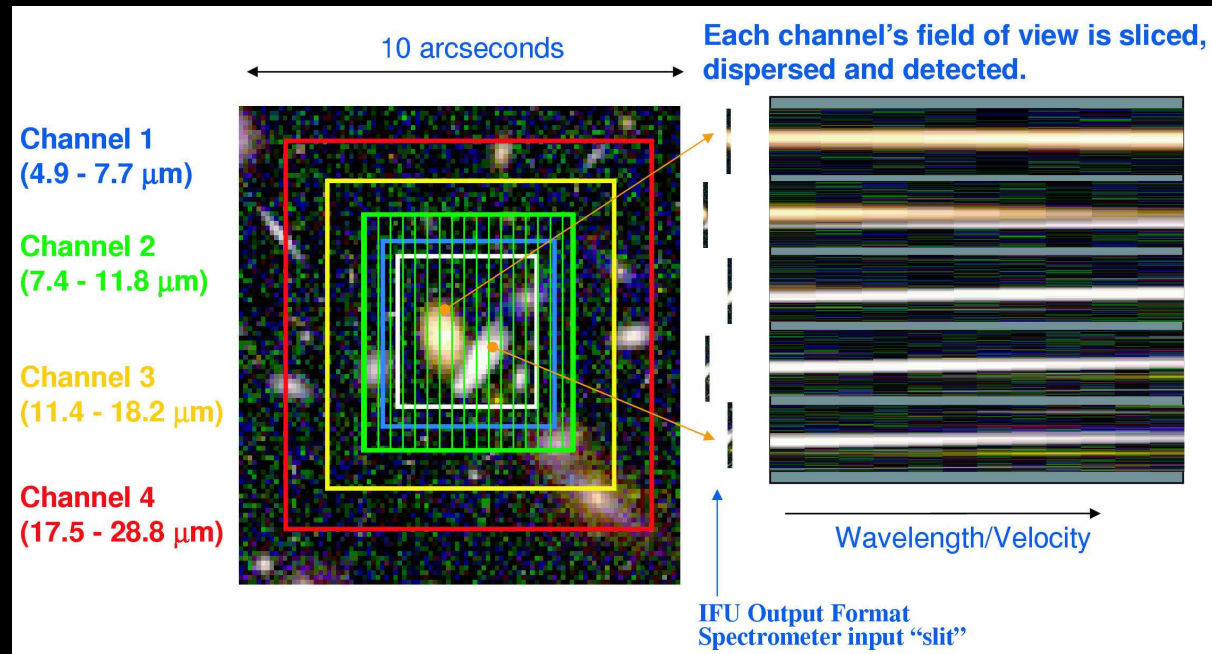 10 arcseconds
Each channel's field of view is sliced,
dispersed and detected.
Channel 1
(4.9 - 7.7 μm)
Channel 2
(7.4 - 11.8 μm)
Channel 3
(11.4 - 18.2 μm)
Channel 4
(17.5 - 28.8 μm)
Wavelength/Velocity
IFU Output Format
Spectrometer input “slit”